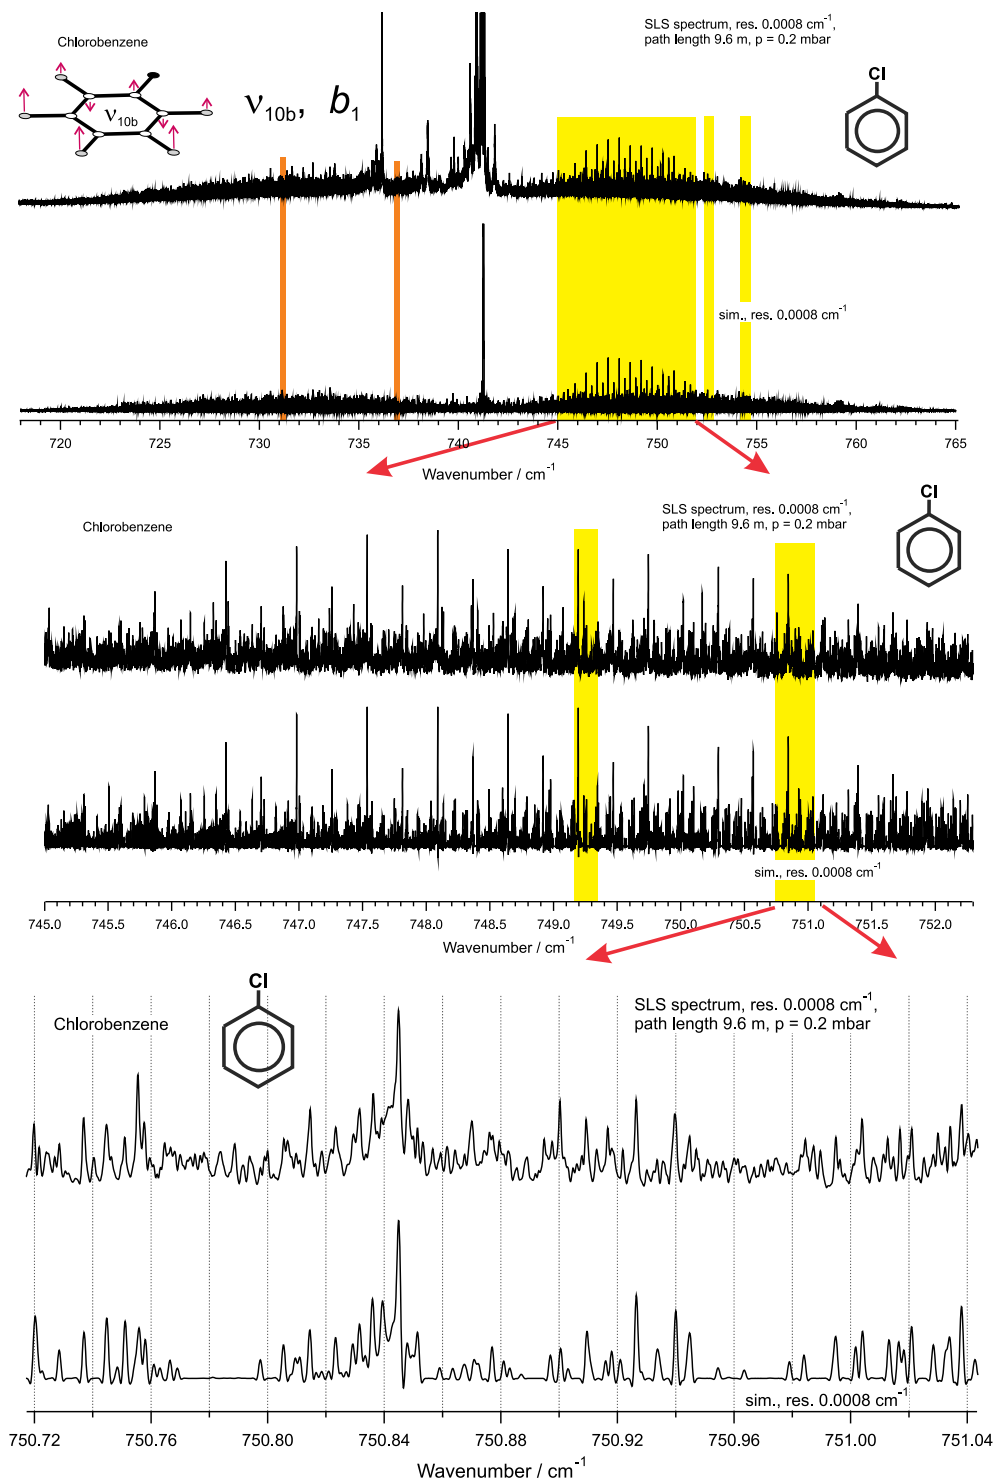 SLS spectrum, res. 0.0008 cm⁻¹,
path length 9.6 m, p = 0.2 mbar
Chlorobenzene
Cl
ν₁₀b
ν₁₀b, b₁
sim., res. 0.0008 cm⁻¹
720 725 730 735 740 745 750 755 760 765
Wavenumber / cm⁻¹
Cl
SLS spectrum, res. 0.0008 cm⁻¹,
path length 9.6 m, p = 0.2 mbar
Chlorobenzene
sim., res. 0.0008 cm⁻¹
745.0 745.5 746.0 746.5 747.0 747.5 748.0 748.5 749.0 749.5 750.0 750.5 751.0 751.5 752.0
Wavenumber / cm⁻¹
Cl
SLS spectrum, res. 0.0008 cm⁻¹,
path length 9.6 m, p = 0.2 mbar
Chlorobenzene
sim., res. 0.0008 cm⁻¹
750.72 750.76 750.80 750.84 750.88 750.92 750.96 751.00 751.04
Wavenumber / cm⁻¹